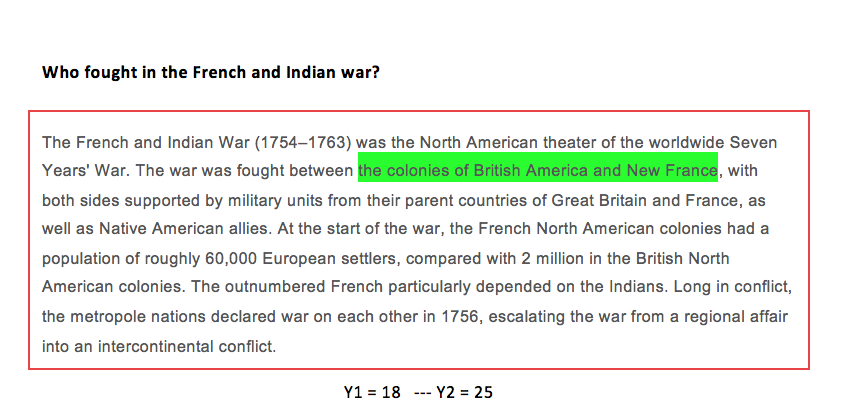 Who fought in the French and Indian war?
The French and Indian War (1754–1763) was the North American theater of the worldwide Seven
Years' War. The war was fought between the colonies of British America and New France, with
both sides supported by military units from their parent countries of Great Britain and France, as
well as Native American allies. At the start of the war, the French North American colonies had a
population of roughly 60,000 European settlers, compared with 2 million in the British North
American colonies. The outnumbered French particularly depended on the Indians. Long in conflict,
the metropole nations declared war on each other in 1756, escalating the war from a regional affair
into an intercontinental conflict.
Y1 = 18 --- Y2 = 25